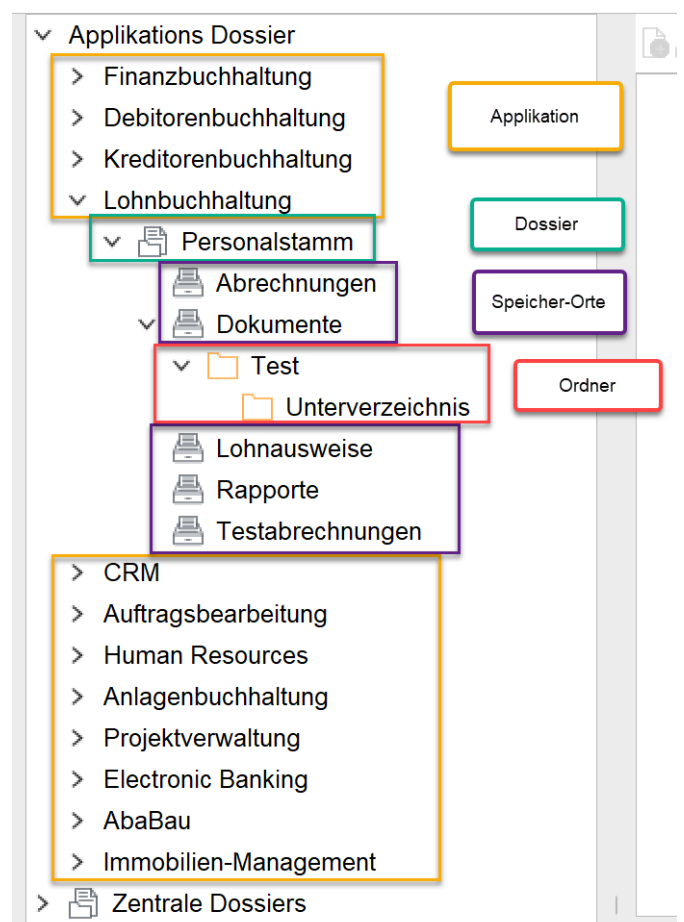 Applikations Dossier
Finanzbuchhaltung
Debitorenbuchhaltung
Applikation
Kreditorenbuchhaltung
Lohnbuchhaltung
Dossier
Personalstamm
Abrechnungen
Speicher-Orte
Dokumente
Test
Ordner
Unterverzeichnis
Lohnausweise
Rapporte
Testabrechnungen
CRM
Auftragsbearbeitung
Human Resources
Anlagenbuchhaltung
Projektverwaltung
Electronic Banking
AbaBau
Immobilien-Management
Zentrale Dossiers